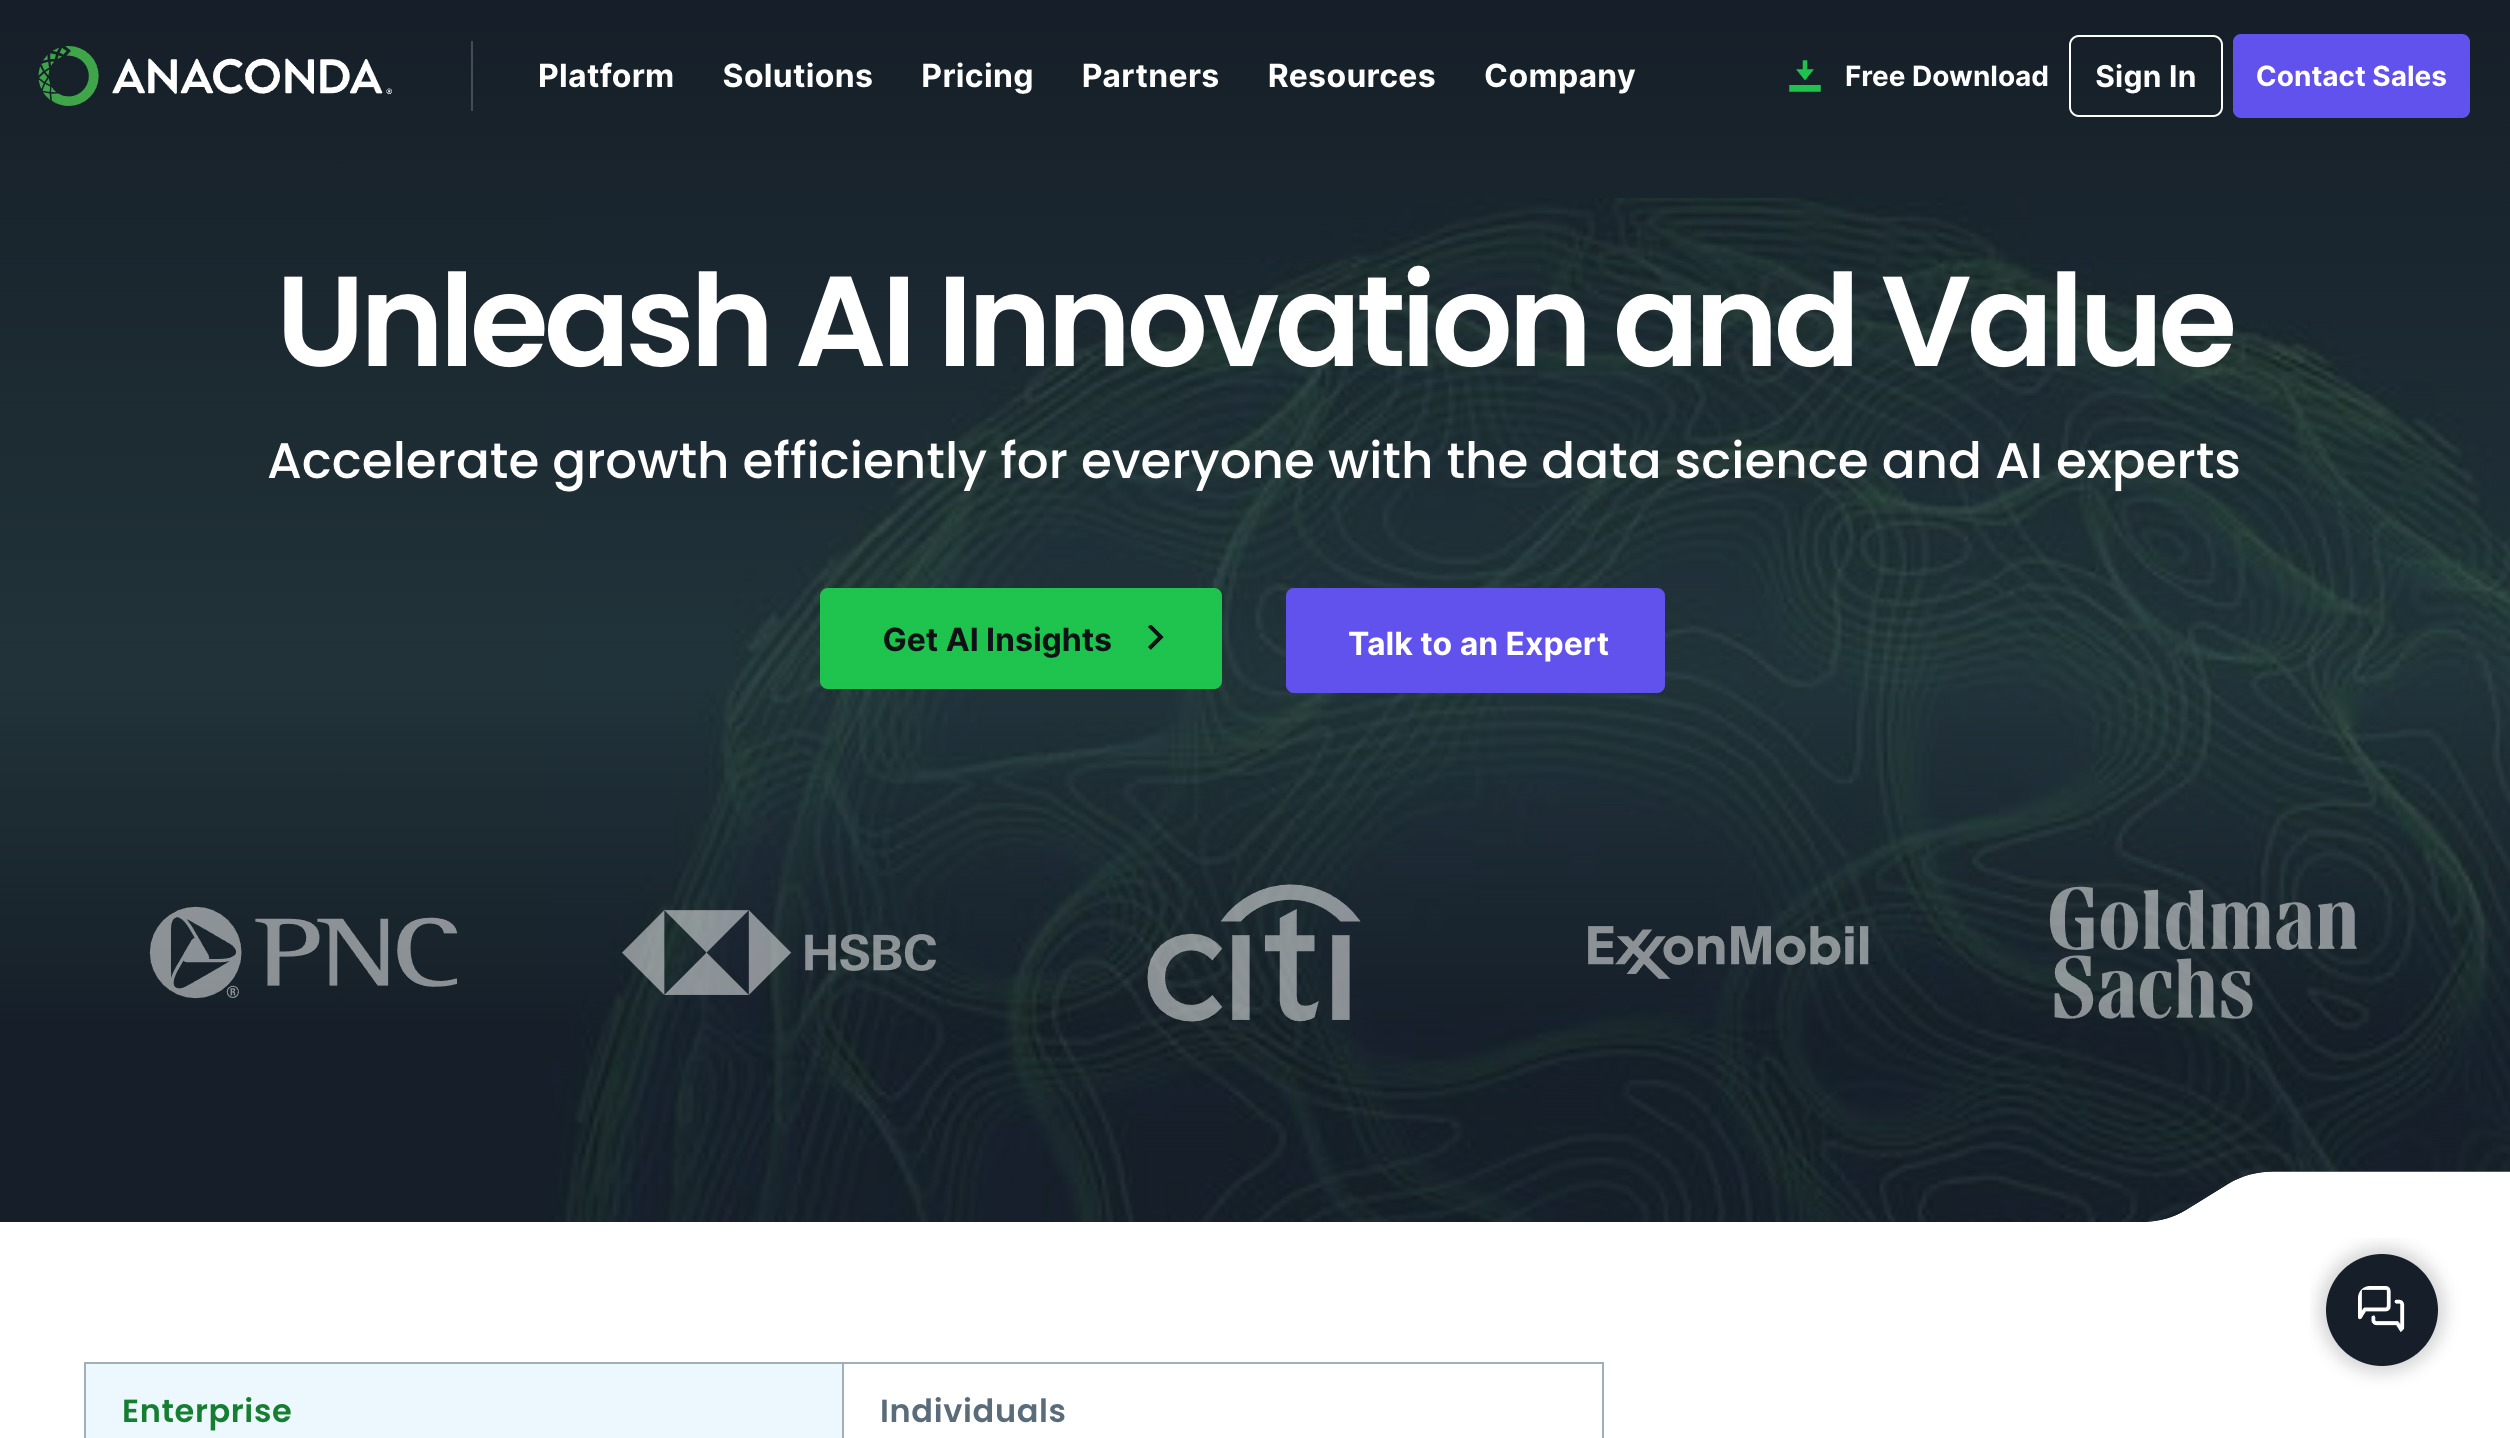 ANACONDA®
Platform Solutions Pricing Partners Resources Company Free Download Sign In Contact Sales
Unleash AI Innovation and Value
Accelerate growth efficiently for everyone with the data science and AI experts
Get AI Insights
Talk to an Expert
PNC®
HSBC
citi
ExxonMobil
Goldman
Sachs
Enterprise
Individuals